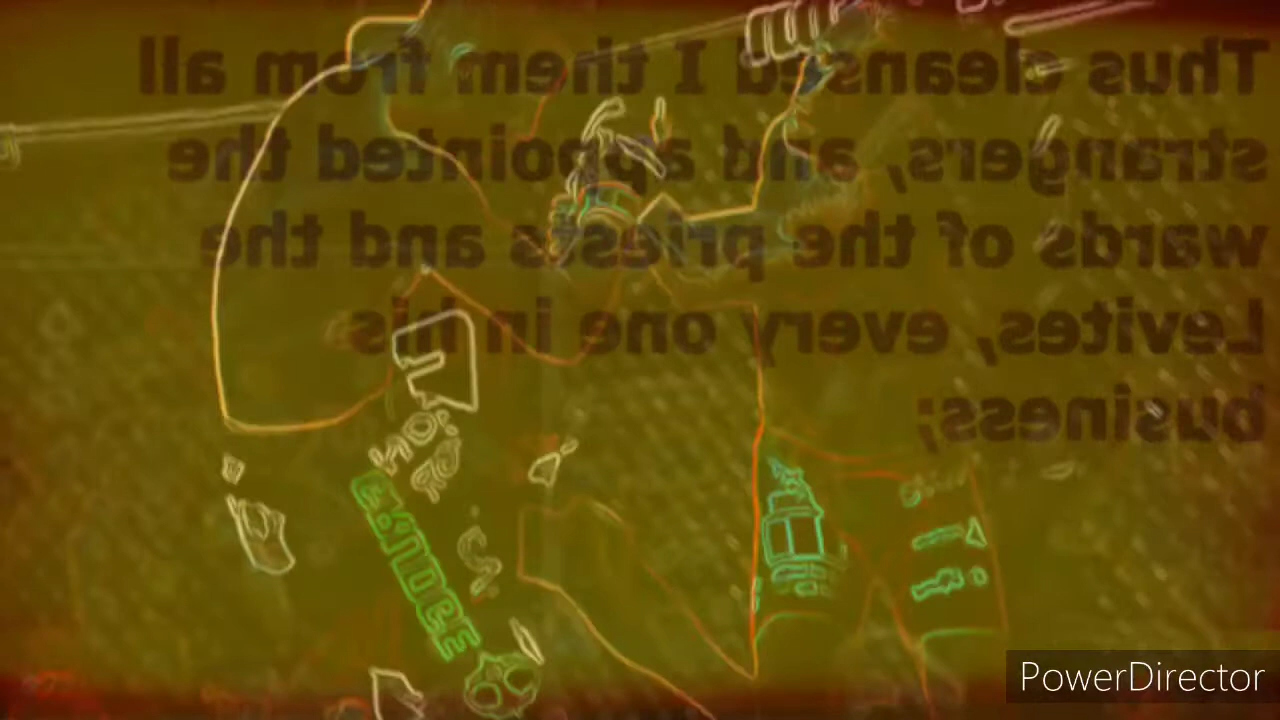 Thus cleansed I them from all
strangers, and appointed the
wards of the priests and the
Levites, every one in his
business;
PowerDirector